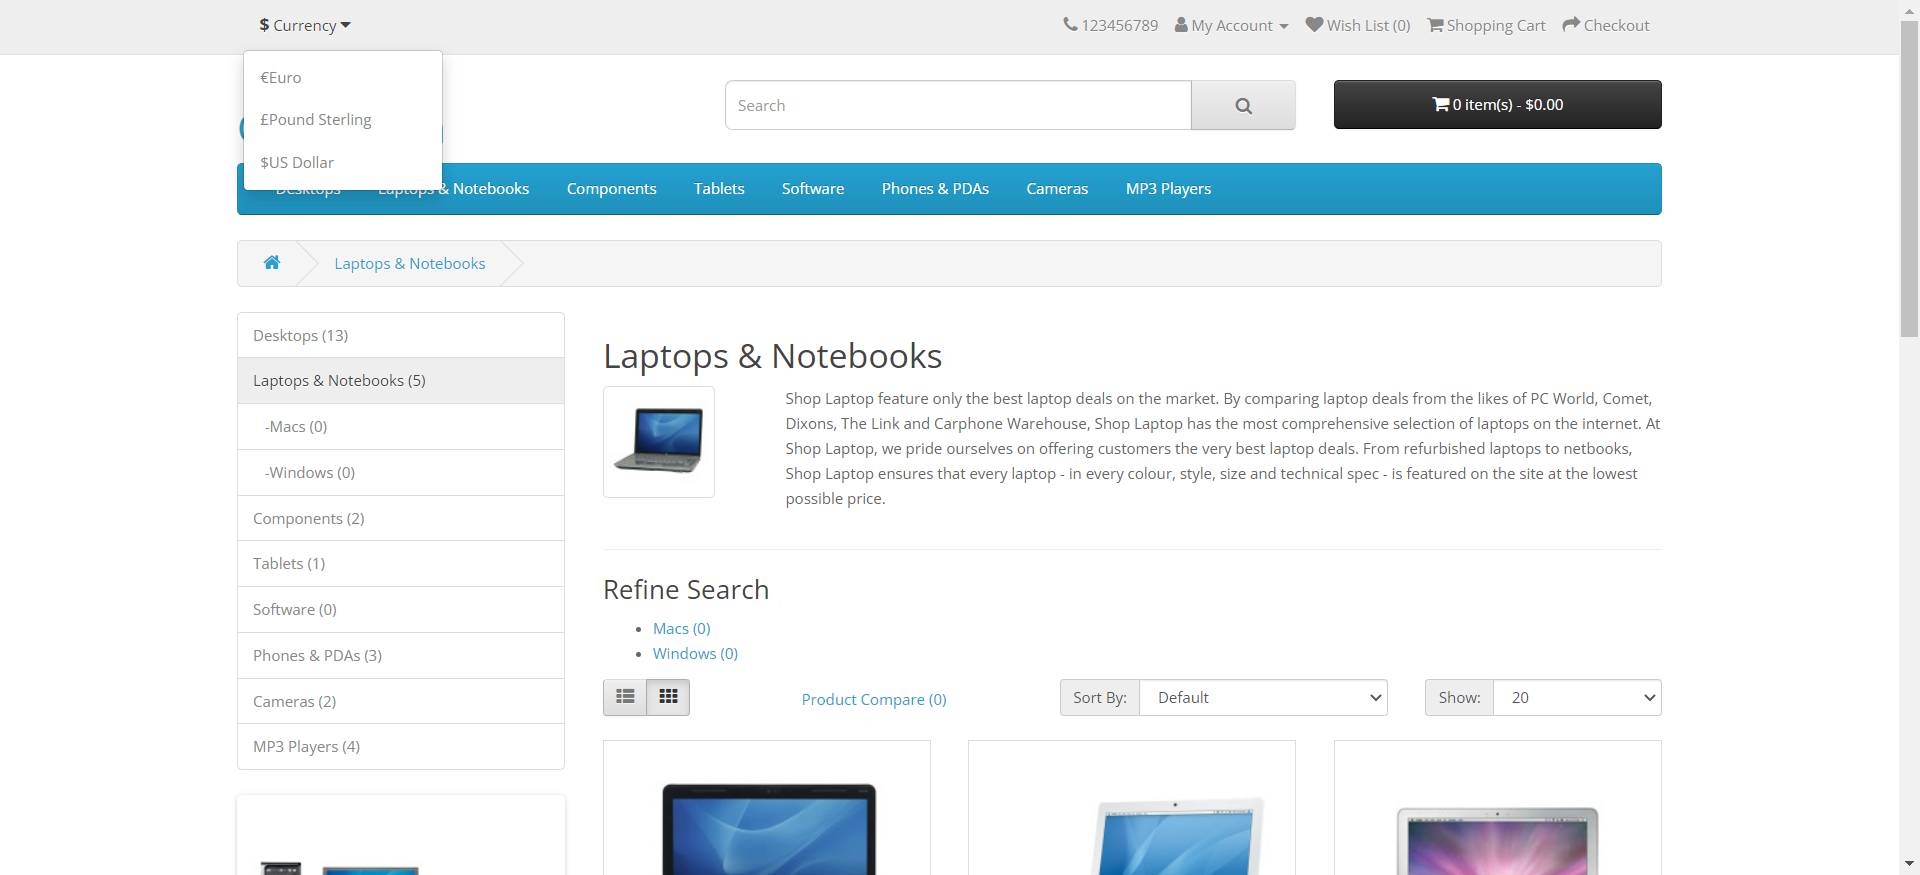 $ Currency
123456789
My Account
Wish List (0)
Shopping Cart
Checkout
€Euro
£Pound Sterling
$US Dollar
Search
0 item(s) - $0.00
Desktops
Laptops & Notebooks
Components
Tablets
Software
Phones & PDAs
Cameras
MP3 Players
Laptops & Notebooks
Desktops (13)
Laptops & Notebooks (5)
-Macs (0)
-Windows (0)
Components (2)
Tablets (1)
Software (0)
Phones & PDAs (3)
Cameras (2)
MP3 Players (4)
Laptops & Notebooks
Shop Laptop feature only the best laptop deals on the market. By comparing laptop deals from the likes of PC World, Comet,
Dixons, The Link and Carphone Warehouse, Shop Laptop has the most comprehensive selection of laptops on the internet. At
Shop Laptop, we pride ourselves on offering customers the very best laptop deals. From refurbished laptops to netbooks,
Shop Laptop ensures that every laptop - in every colour, style, size and technical spec - is featured on the site at the lowest
possible price.
Refine Search
Macs (0)
Windows (0)
Product Compare (0)
Sort By:
Default
Show:
20